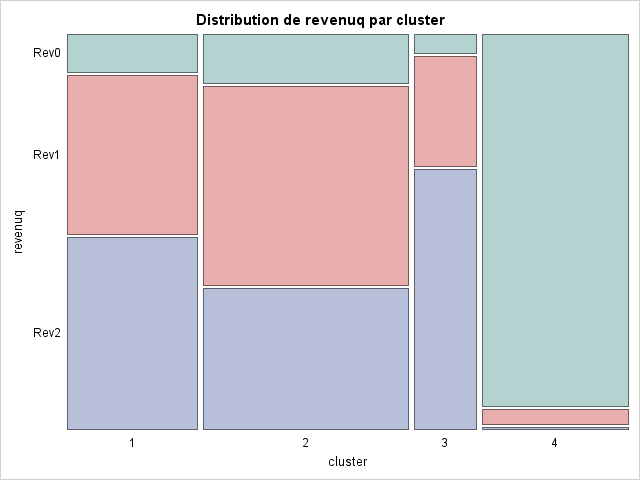 Distribution de revenuq par cluster
Rev0
Rev1
Rev2
revenuq
1 2 3 4
cluster